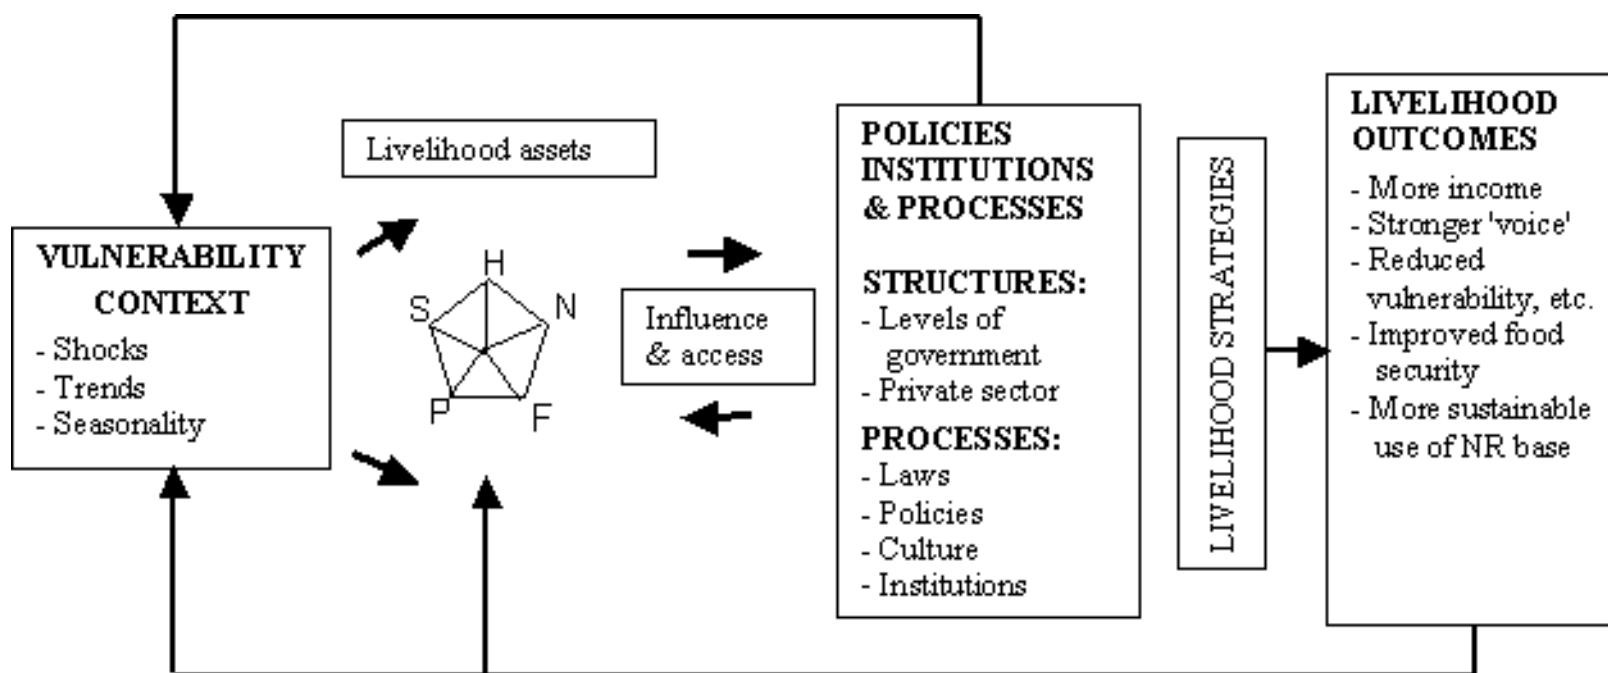 Livelihood assets
VULNERABILITY
CONTEXT
- Shocks
- Trends
- Seasonality
H
S
N
P
F
Influence
& access
POLICIES
INSTITUTIONS
& PROCESSES
STRUCTURES:
- Levels of
government
- Private sector
PROCESSES:
- Laws
- Policies
- Culture
- Institutions
LIVELIHOOD STRATEGIES
LIVELIHOOD
OUTCOMES
- More income
- Stronger 'voice'
- Reduced
vulnerability, etc.
- Improved food
security
- More sustainable
use of NR base